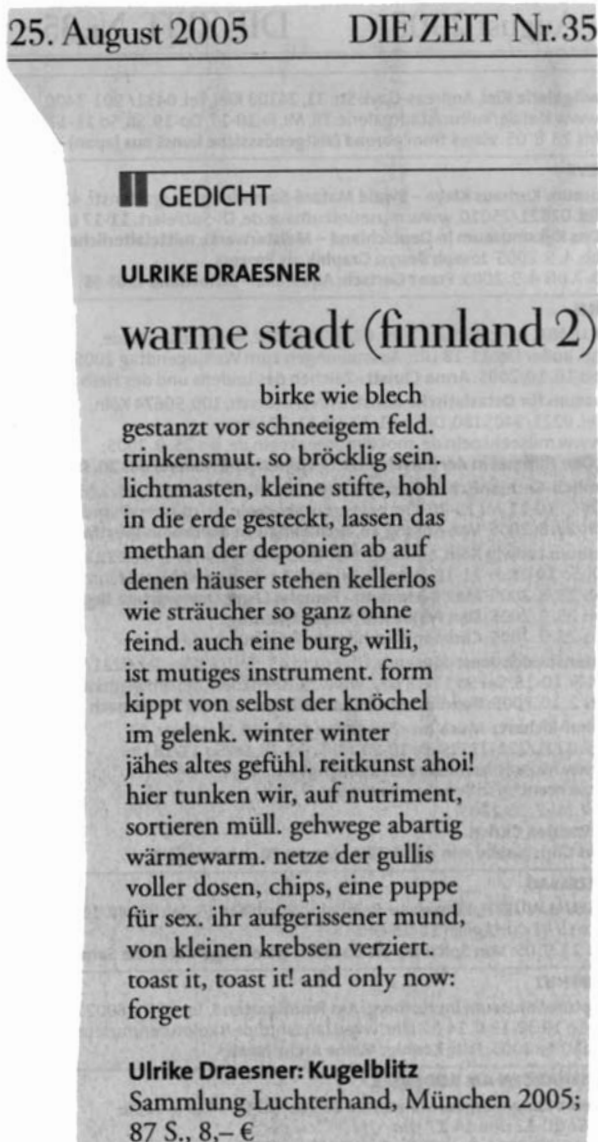 25. August 2005 DIE ZEIT Nr. 35
GEDICHT
ULRIKE DRAESNER
warme stadt (finnland 2)
birke wie blech
gestanzt vor schneeigem feld.
trinkensmut. so bröcklig sein.
lichtmasten, kleine stifte, hohl
in die erde gesteckt, lassen das
methan der deponien ab auf
denen häuser stehen kellerlos
wie sträucher so ganz ohne
feind. auch eine burg, willi,
ist mutiges instrument. form
kippt von selbst der knöchel
im gelenk. winter winter
jähes altes gefühl. reitkunst ahoi!
hier tunken wir, auf nutriment,
sortieren müll. gehwege abartig
wärmewarm. netze der gullis
voller dosen, chips, eine puppe
für sex. ihr aufgerissener mund,
von kleinen krebsen verziert.
toast it, toast it! and only now:
forget
Ulrike Draesner: Kugelblitz
Sammlung Luchterhand, München 2005;
87 S., 8,– €